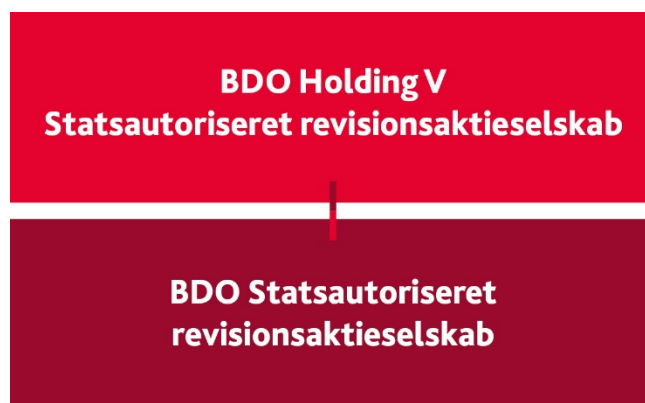 BDO Holding V
Statsautoriseret revisionsaktieselskab
BDO Statsautoriseret
revisionsaktieselskab